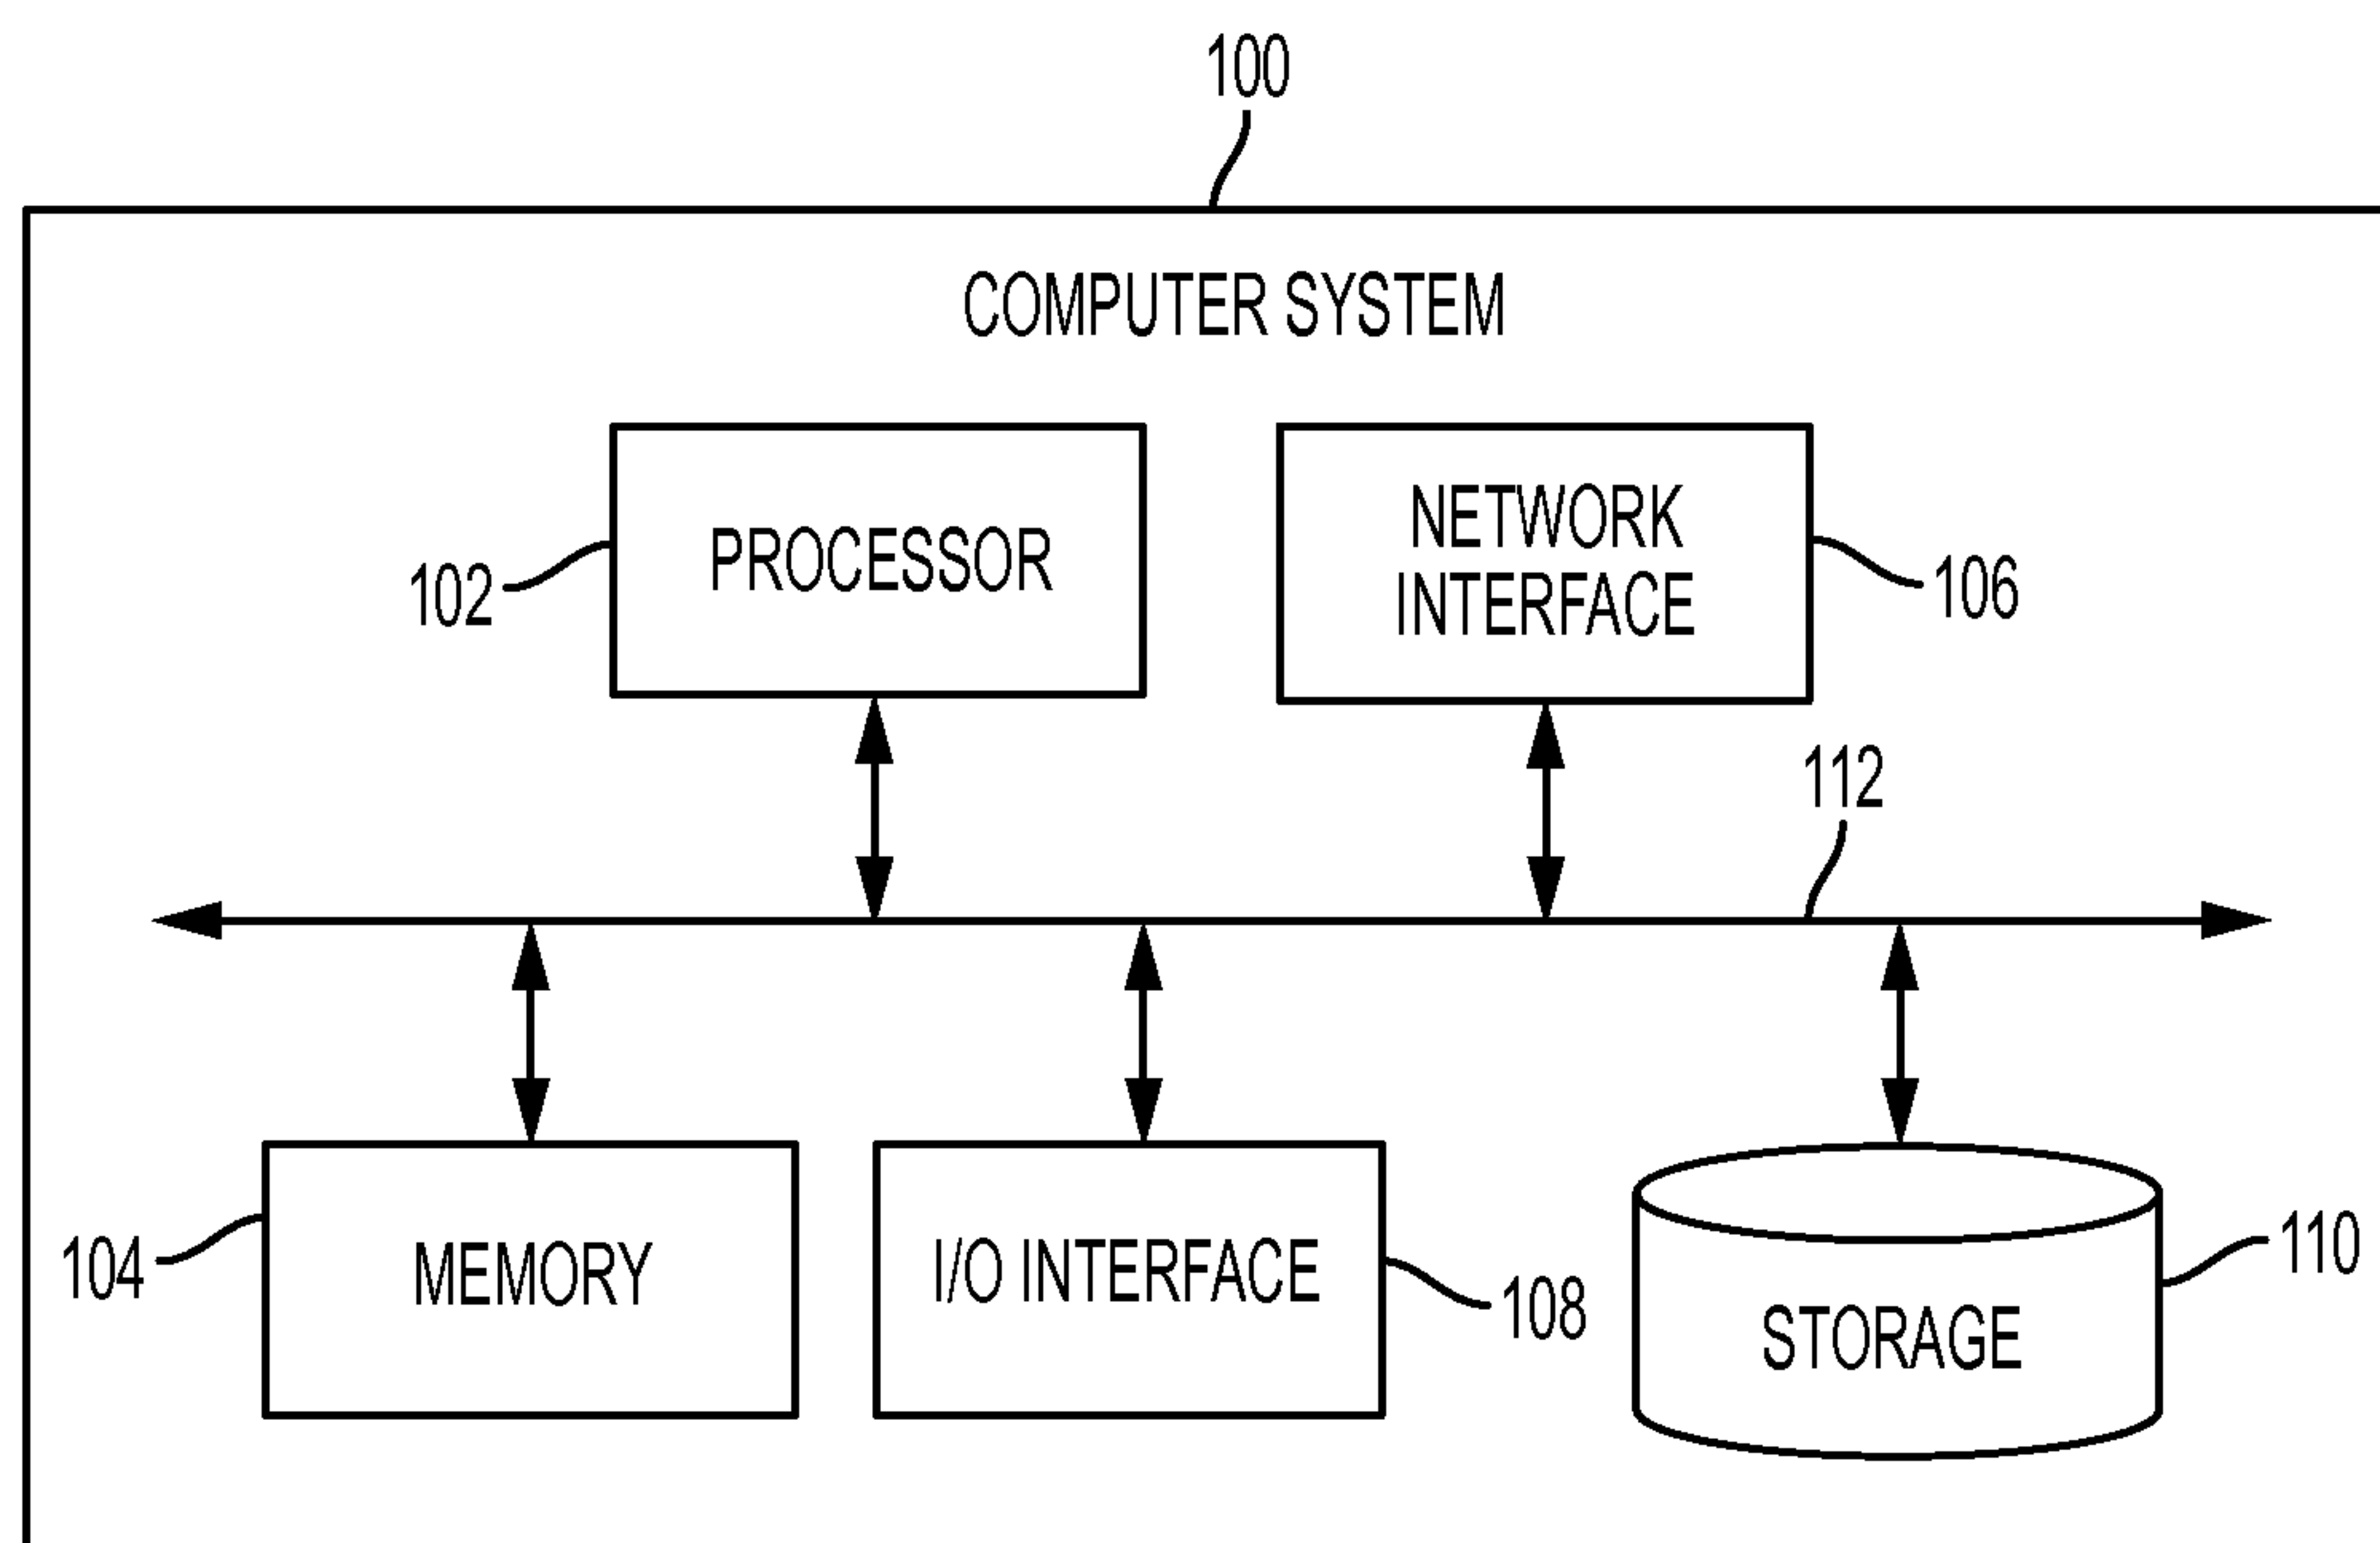 100
COMPUTER SYSTEM
PROCESSOR
NETWORK
INTERFACE
102
106
112
104
MEMORY
I/O INTERFACE
108
110
STORAGE